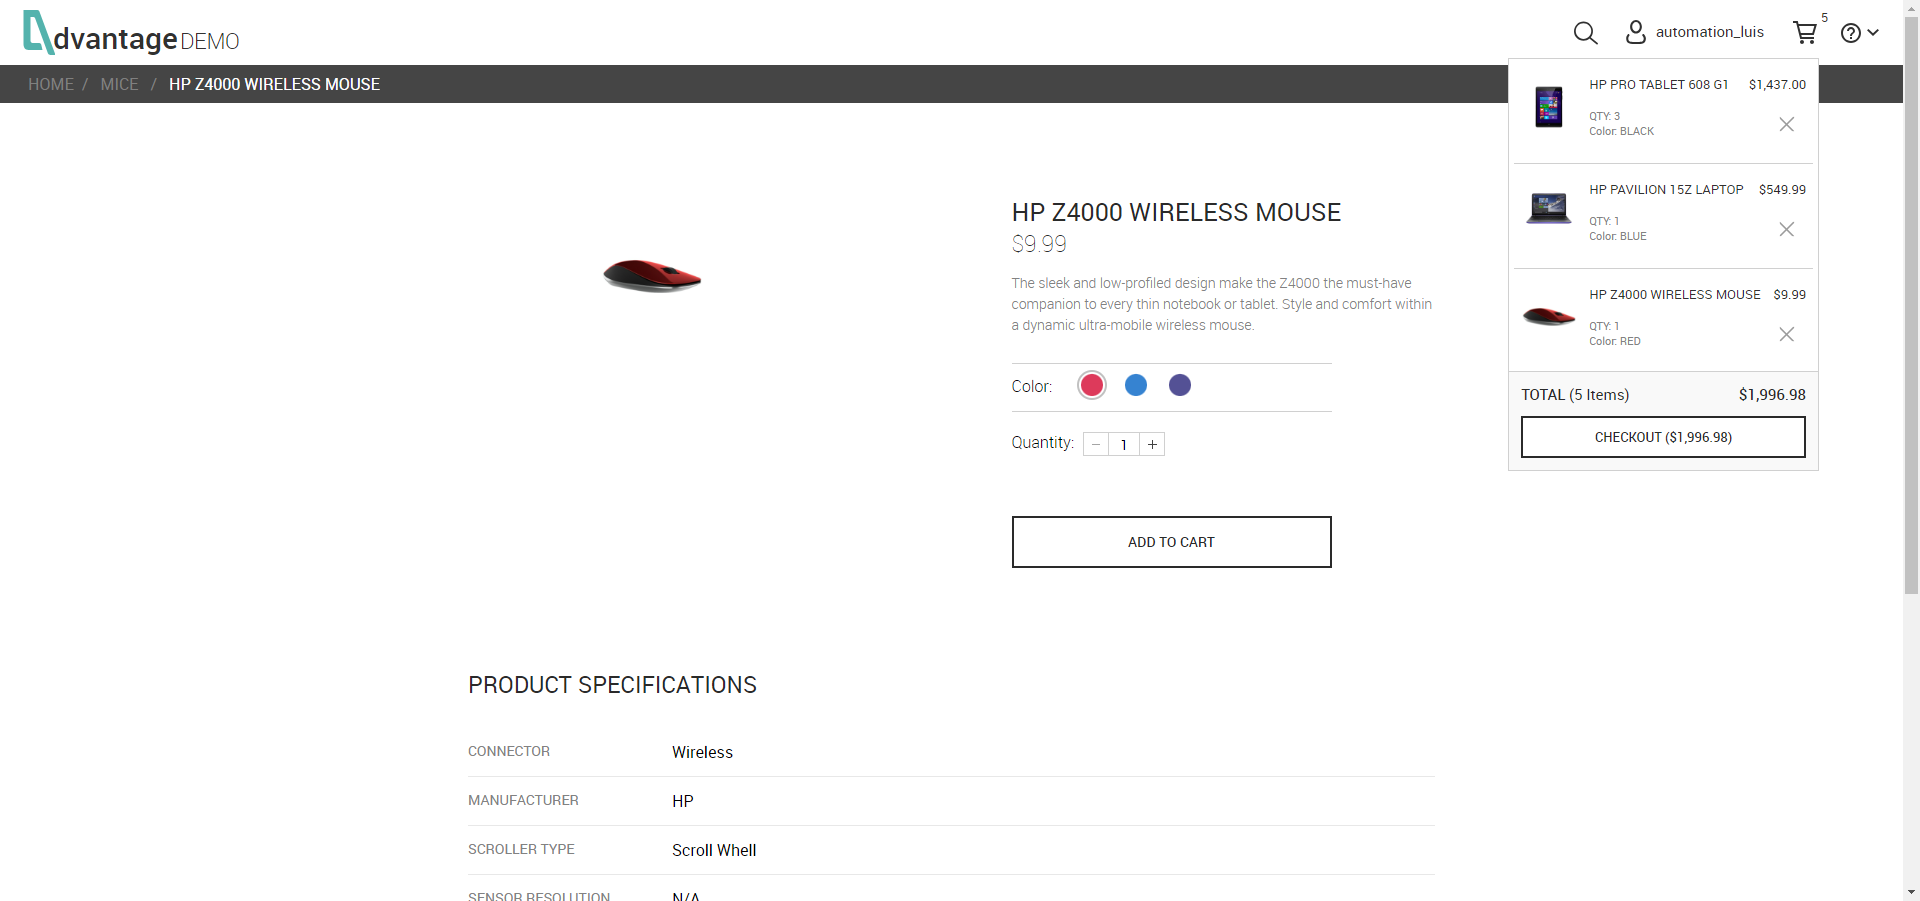 dvantage DEMO
automation_luis
5
HOME / MICE / HP Z4000 WIRELESS MOUSE
HP PRO TABLET 608 G1 $1,437.00
QTY: 3
Color: BLACK
HP PAVILION 15Z LAPTOP $549.99
QTY: 1
Color: BLUE
HP Z4000 WIRELESS MOUSE $9.99
QTY: 1
Color: RED
TOTAL (5 Items) $1,996.98
CHECKOUT ($1,996.98)
HP Z4000 WIRELESS MOUSE
$9.99
The sleek and low-profiled design make the Z4000 the must-have
companion to every thin notebook or tablet. Style and comfort within
a dynamic ultra-mobile wireless mouse.
Color:
Quantity: − 1 +
ADD TO CART
PRODUCT SPECIFICATIONS
CONNECTOR Wireless
MANUFACTURER HP
SCROLLER TYPE Scroll Whell
SENSOR RESOLUTION N/A